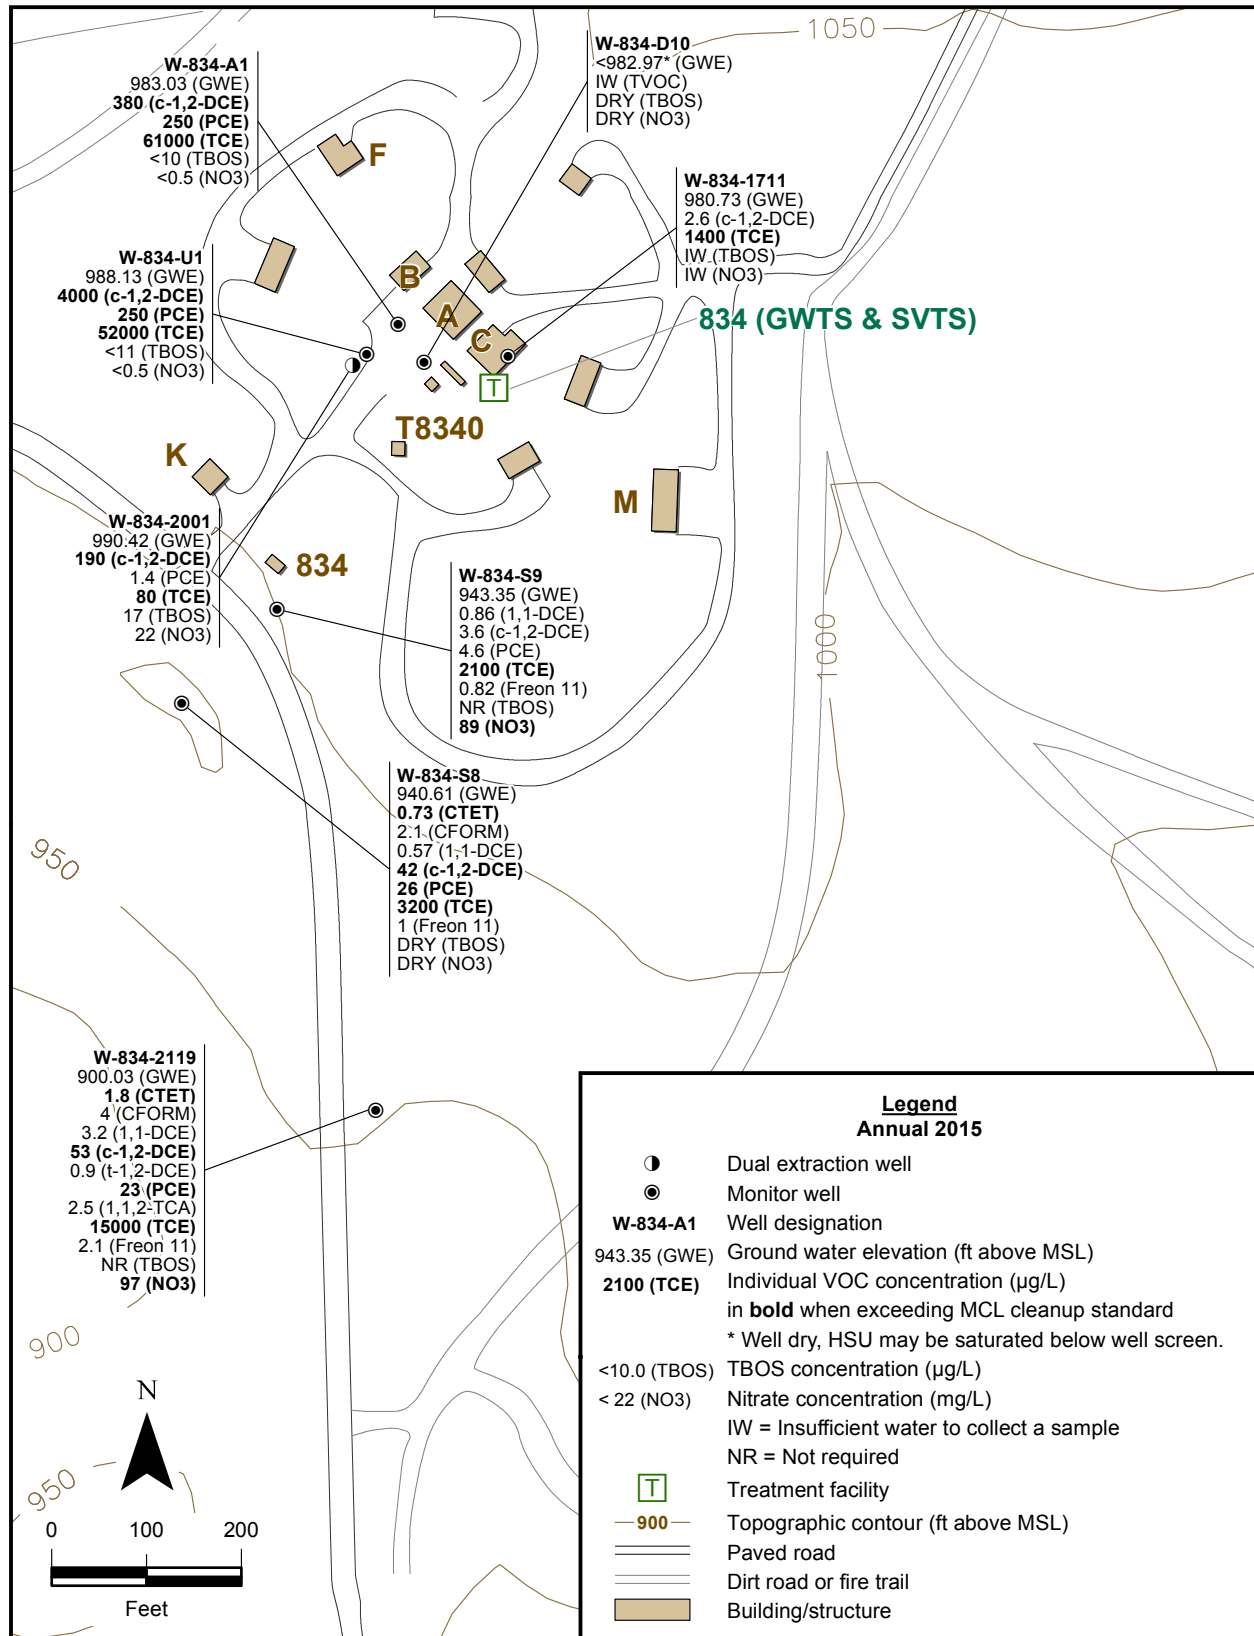 1050
W-834-A1
983.03 (GWE)
380 (c-1,2-DCE)
250 (PCE)
61000 (TCE)
<10 (TBOS)
<0.5 (NO3)
W-834-D10
<982.97* (GWE)
IW (TVOC)
DRY (TBOS)
DRY (NO3)
F
W-834-1711
980.73 (GWE)
2.6 (c-1,2-DCE)
1400 (TCE)
IW (TBOS)
IW (NO3)
W-834-U1
988.13 (GWE)
4000 (c-1,2-DCE)
250 (PCE)
52000 (TCE)
<11 (TBOS)
<0.5 (NO3)
B
A
C
834 (GWTS & SVTS)
T
T8340
K
M
W-834-2001
990.42 (GWE)
190 (c-1,2-DCE)
1.4 (PCE)
80 (TCE)
17 (TBOS)
22 (NO3)
834
W-834-S9
943.35 (GWE)
0.86 (1,1-DCE)
3.6 (c-1,2-DCE)
4.6 (PCE)
2100 (TCE)
0.82 (Freon 11)
NR (TBOS)
89 (NO3)
1000
W-834-S8
940.61 (GWE)
0.73 (CTET)
2.1 (CFORM)
0.57 (1,1-DCE)
42 (c-1,2-DCE)
26 (PCE)
3200 (TCE)
1 (Freon 11)
DRY (TBOS)
DRY (NO3)
950
W-834-2119
900.03 (GWE)
1.8 (CTET)
4 (CFORM)
3.2 (1,1-DCE)
53 (c-1,2-DCE)
0.9 (t-1,2-DCE)
23 (PCE)
2.5 (1,1,2-TCA)
15000 (TCE)
2.1 (Freon 11)
NR (TBOS)
97 (NO3)
900
N
950
0 100 200
Feet
Legend
Annual 2015
Dual extraction well
Monitor well
W-834-A1 Well designation
943.35 (GWE) Ground water elevation (ft above MSL)
2100 (TCE) Individual VOC concentration (µg/L)
in bold when exceeding MCL cleanup standard
* Well dry, HSU may be saturated below well screen.
<10.0 (TBOS) TBOS concentration (µg/L)
< 22 (NO3) Nitrate concentration (mg/L)
IW = Insufficient water to collect a sample
NR = Not required
T Treatment facility
900 Topographic contour (ft above MSL)
Paved road
Dirt road or fire trail
Building/structure